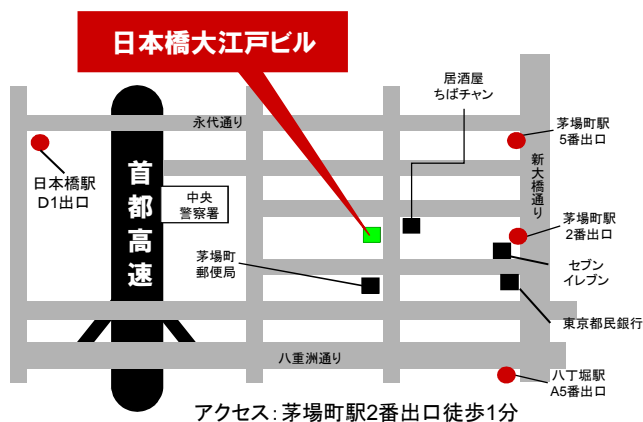 日本橋大江戸ビル
居酒屋
ちばチャン
永代通り
茅場町駅
5番出口
日本橋駅
D1出口
首都高速
中央
警察署
新大橋通り
茅場町駅
2番出口
茅場町
郵便局
セブン
イレブン
東京都民銀行
八重洲通り
八丁堀駅
A5番出口
アクセス：茅場町駅2番出口徒歩1分